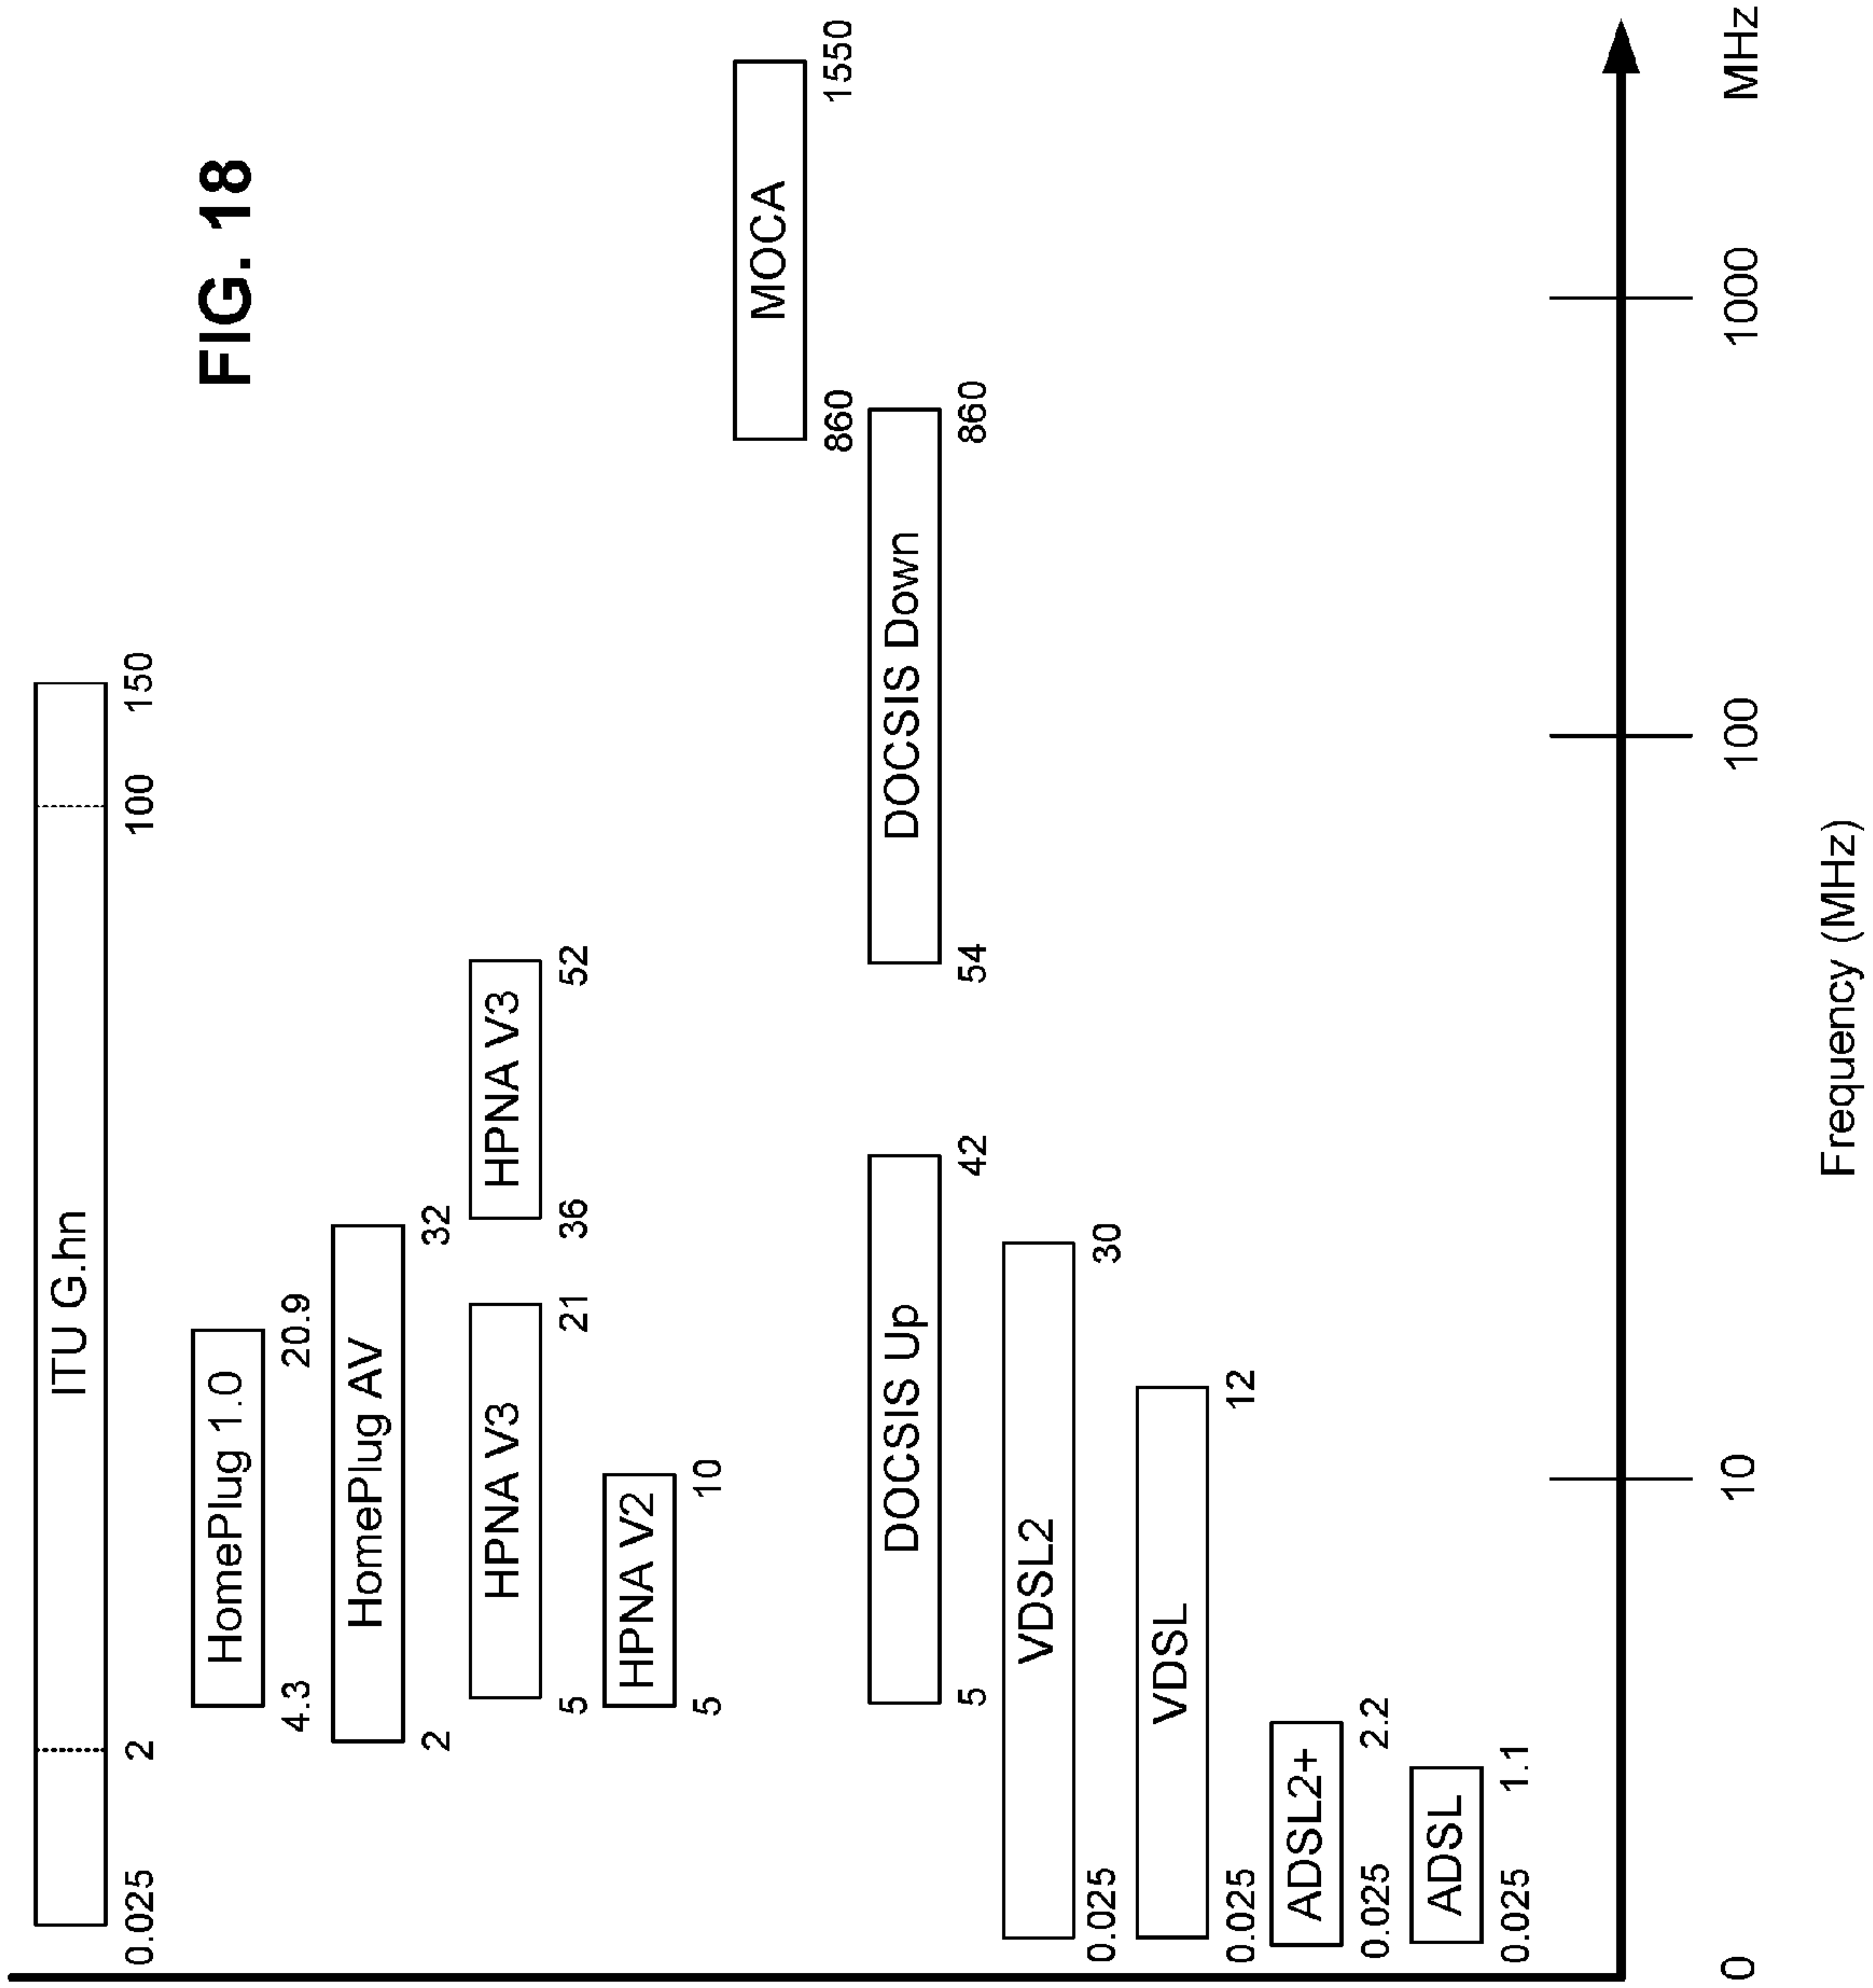 FIG. 18
ITU G.hn
0.025 2 100 150
HomePlug 1.0
4.3 20.9
HomePlug AV
2 32
HPNA V3 HPNA V3
5 21 36 52
HPNA V2
5 10
MOCA
860 1550
DOCSIS Up DOCSIS Down
5 42 54 860
VDSL2
0.025 30
VDSL
0.025 12
ADSL2+
0.025 2.2
ADSL
0.025 1.1
0 10 100 1000 MHz
Frequency (MHz)